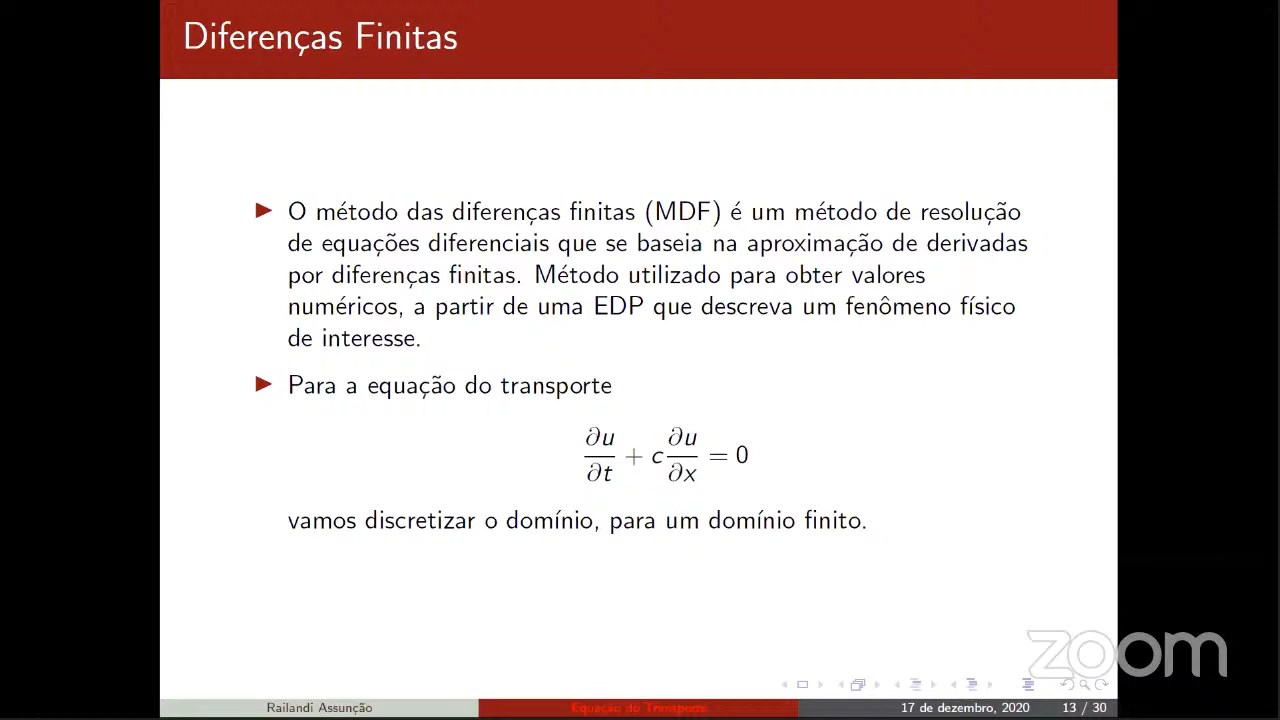 Diferenças Finitas
O método das diferenças finitas (MDF) é um método de resolução
de equações diferenciais que se baseia na aproximação de derivadas
por diferenças finitas. Método utilizado para obter valores
numéricos, a partir de uma EDP que descreva um fenômeno físico
de interesse.
Para a equação do transporte
∂u/∂t + c ∂u/∂x = 0
vamos discretizar o domínio, para um domínio finito.
zoom
Railandi Assunção Equação do Transporte 17 de dezembro, 2020 13 / 30